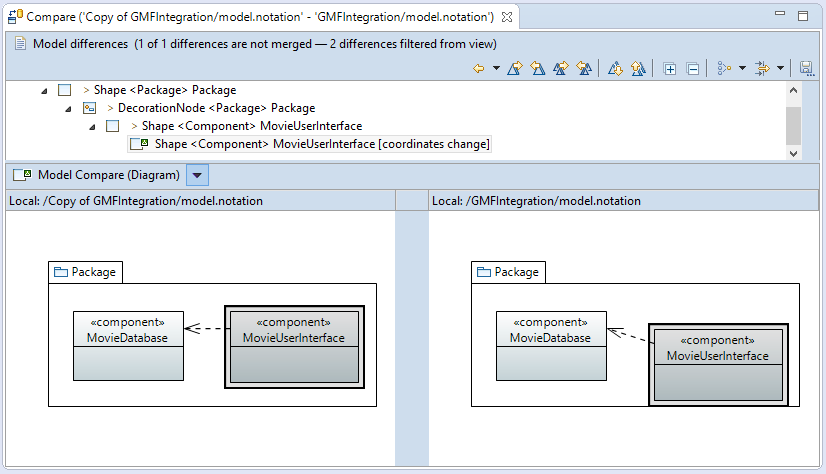 Compare ('Copy of GMFIntegration/model.notation' - 'GMFIntegration/model.notation')
Model differences (1 of 1 differences are not merged — 2 differences filtered from view)
> Shape <Package> Package
> DecorationNode <Package> Package
> Shape <Component> MovieUserInterface
Shape <Component> MovieUserInterface [coordinates change]
Model Compare (Diagram)
Local: /Copy of GMFIntegration/model.notation
Local: /GMFIntegration/model.notation
Package
«component»
MovieDatabase
«component»
MovieUserInterface
Package
«component»
MovieDatabase
«component»
MovieUserInterface